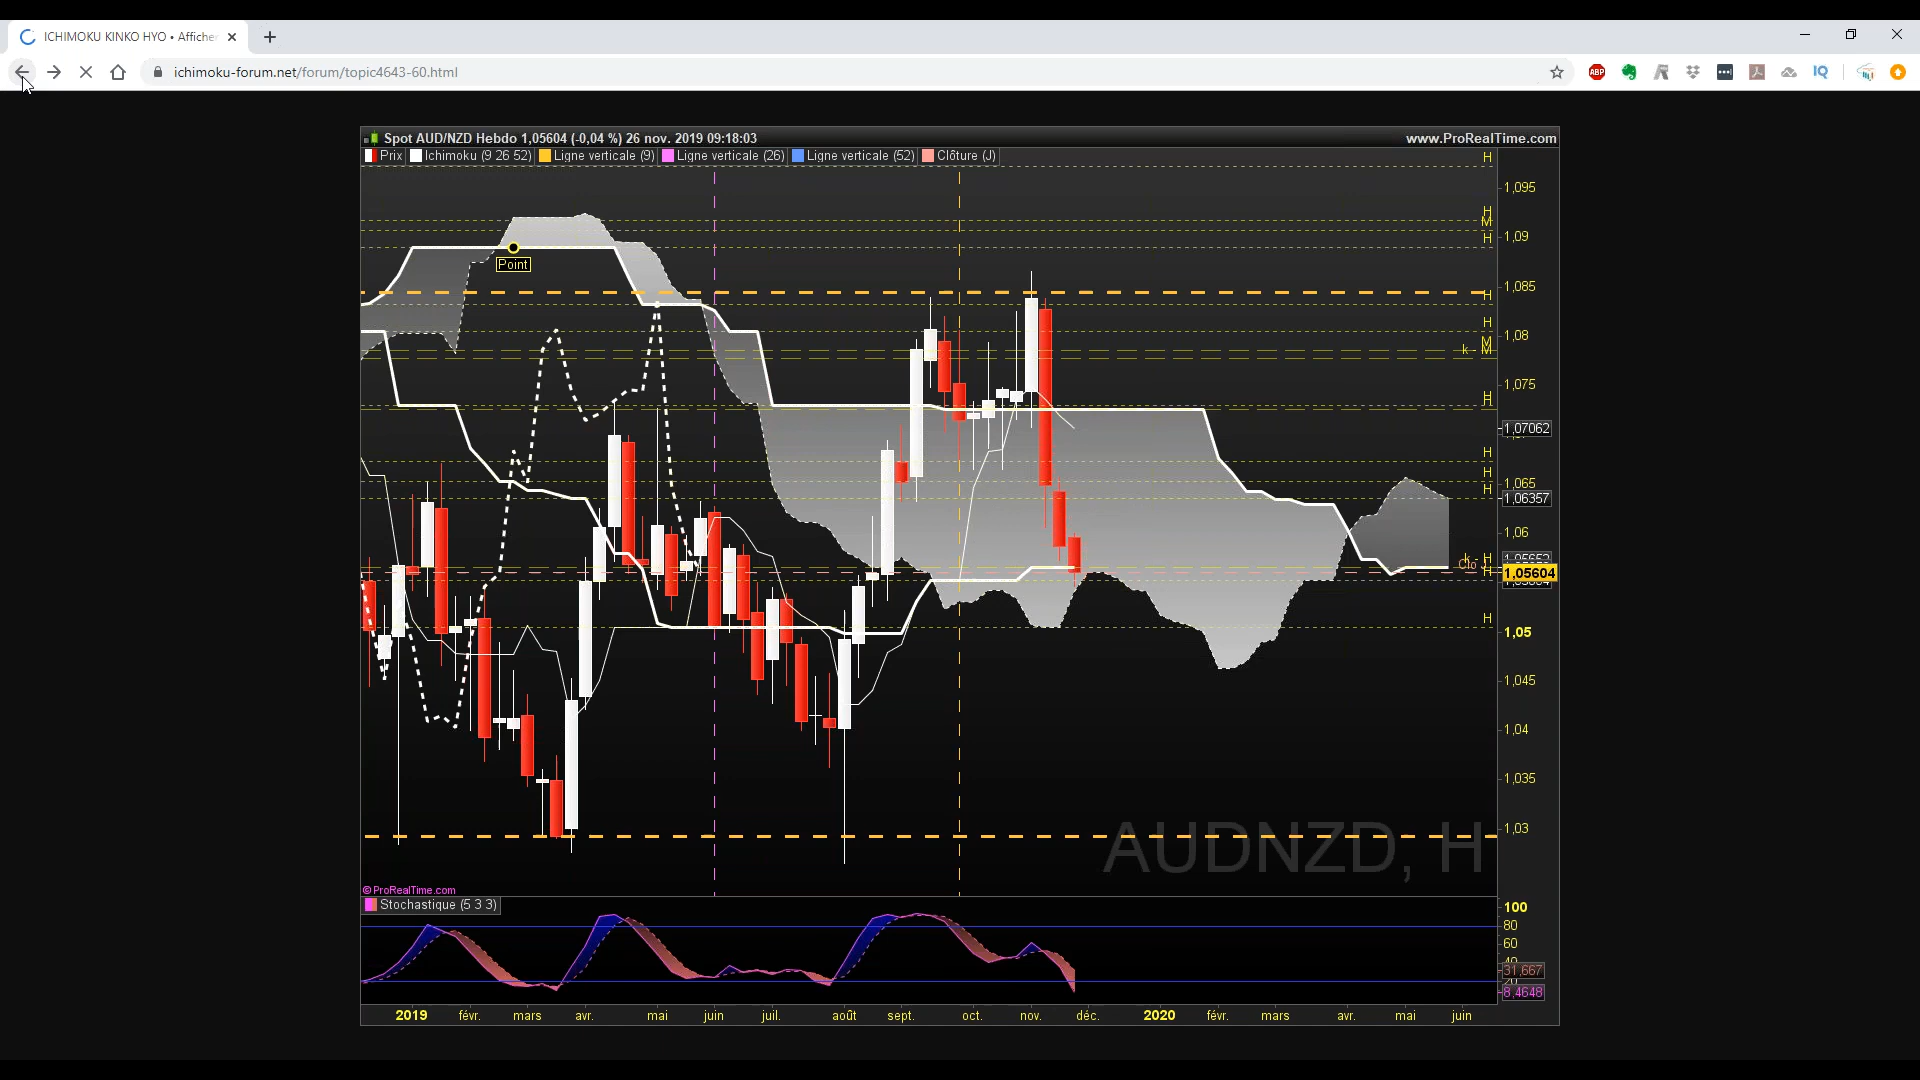 ICHIMOKU KINKO HYO • Affiche
ichimoku-forum.net/forum/topic4643-60.html
ABP
IQ
Spot AUD/NZD Hebdo 1,05604 (-0,04 %) 26 nov. 2019 09:18:03
www.ProRealTime.com
Prix
Ichimoku (9 26 52)
Ligne verticale (9)
Ligne verticale (26)
Ligne verticale (52)
Clôture (J)
H
1,095
H
M
1,09
H
Point
1,085
H
H
1,08
M
k - M
1,075
H
1,07062
H
H
1,065
H
1,06357
1,06
k - H
Clo J
H
1,05604
H
1,05
1,045
1,04
1,035
1,03
AUDNZD, H
©ProRealTime.com
Stochastique (5 3 3)
100
80
60
40
31,667
20
8,4648
2019
févr.
mars
avr.
mai
juin
juil.
août
sept.
oct.
nov.
déc.
2020
févr.
mars
avr.
mai
juin